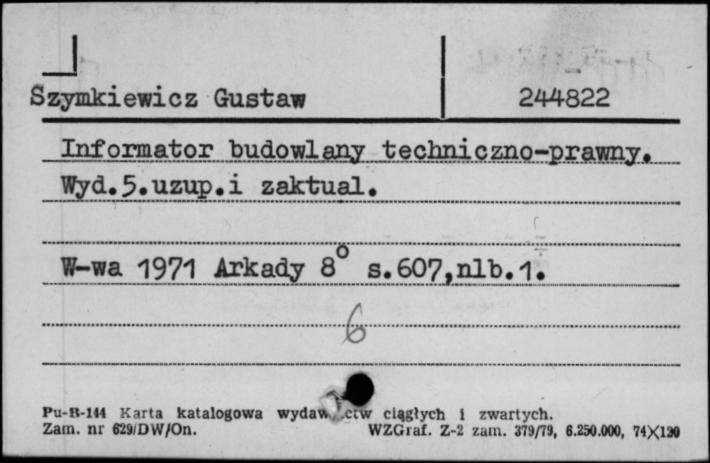 Szymkiewicz Gustaw 244822
Informator budowlany techniczno-prawny.
Wyd.5.uzup.i zaktual.
W-wa 1971 Arkady 8° s.607,nlb.1.
6
Pu-B-144 Karta katalogowa ciągłych i zwartych.
Zam. nr 629/DW/On. WZGraf. Z-2 zam. 379/79, 6.250.000, 74X120